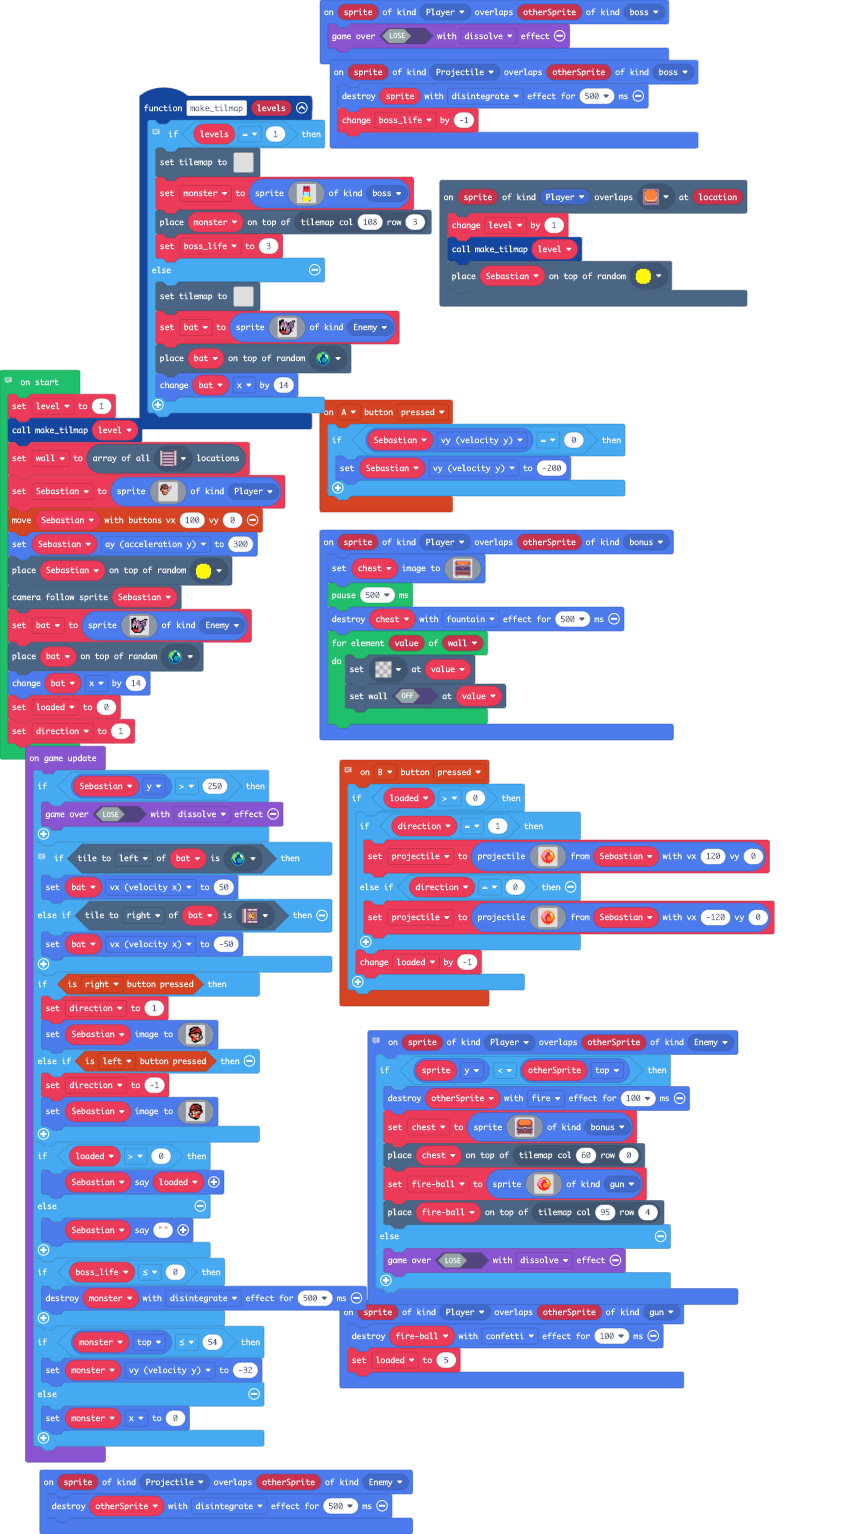 on sprite of kind Player overlaps otherSprite of kind boss
game over LOSE with dissolve effect
on sprite of kind Projectile overlaps otherSprite of kind boss
destroy sprite with disintegrate effect for 500 ms
change boss_life by -1
function make_tilmap levels
if levels = 1 then
set tilemap to
set monster to sprite of kind boss
place monster on top of tilemap col 108 row 3
set boss_life to 3
else
set tilemap to
set bat to sprite of kind Enemy
place bat on top of random
change bat x by 14
on sprite of kind Player overlaps at location
change level by 1
call make_tilmap level
place Sebastian on top of random
on start
set level to 1
call make_tilmap level
set wall to array of all locations
set Sebastian to sprite of kind Player
move Sebastian with buttons vx 100 vy 0
set Sebastian ay (acceleration y) to 300
place Sebastian on top of random
camera follow sprite Sebastian
set bat to sprite of kind Enemy
place bat on top of random
change bat x by 14
set loaded to 0
set direction to 1
on A button pressed
if Sebastian vy (velocity y) = 0 then
set Sebastian vy (velocity y) to -200
on sprite of kind Player overlaps otherSprite of kind bonus
set chest image to
pause 500 ms
destroy chest with fountain effect for 500 ms
for element value of wall
do set at value
set wall OFF at value
on game update
if Sebastian y > 250 then
game over LOSE with dissolve effect
if tile to left of bat is then
set bat vx (velocity x) to 50
else if tile to right of bat is then
set bat vx (velocity x) to -50
if is right button pressed then
set direction to 1
set Sebastian image to
else if is left button pressed then
set direction to -1
set Sebastian image to
if loaded > 0 then
Sebastian say loaded
else
Sebastian say " "
if boss_life ≤ 0 then
destroy monster with disintegrate effect for 500 ms
if monster top ≤ 54 then
set monster vy (velocity y) to -32
else
set monster x to 0
on B button pressed
if loaded > 0 then
if direction = 1 then
set projectile to projectile from Sebastian with vx 120 vy 0
else if direction = 0 then
set projectile to projectile from Sebastian with vx -120 vy 0
change loaded by -1
on sprite of kind Player overlaps otherSprite of kind Enemy
if sprite y < otherSprite top then
destroy otherSprite with fire effect for 100 ms
set chest to sprite of kind bonus
place chest on top of tilemap col 60 row 0
set fire-ball to sprite of kind gun
place fire-ball on top of tilemap col 95 row 4
else
game over LOSE with dissolve effect
on sprite of kind Player overlaps otherSprite of kind gun
destroy fire-ball with confetti effect for 100 ms
set loaded to 5
on sprite of kind Projectile overlaps otherSprite of kind Enemy
destroy otherSprite with disintegrate effect for 500 ms